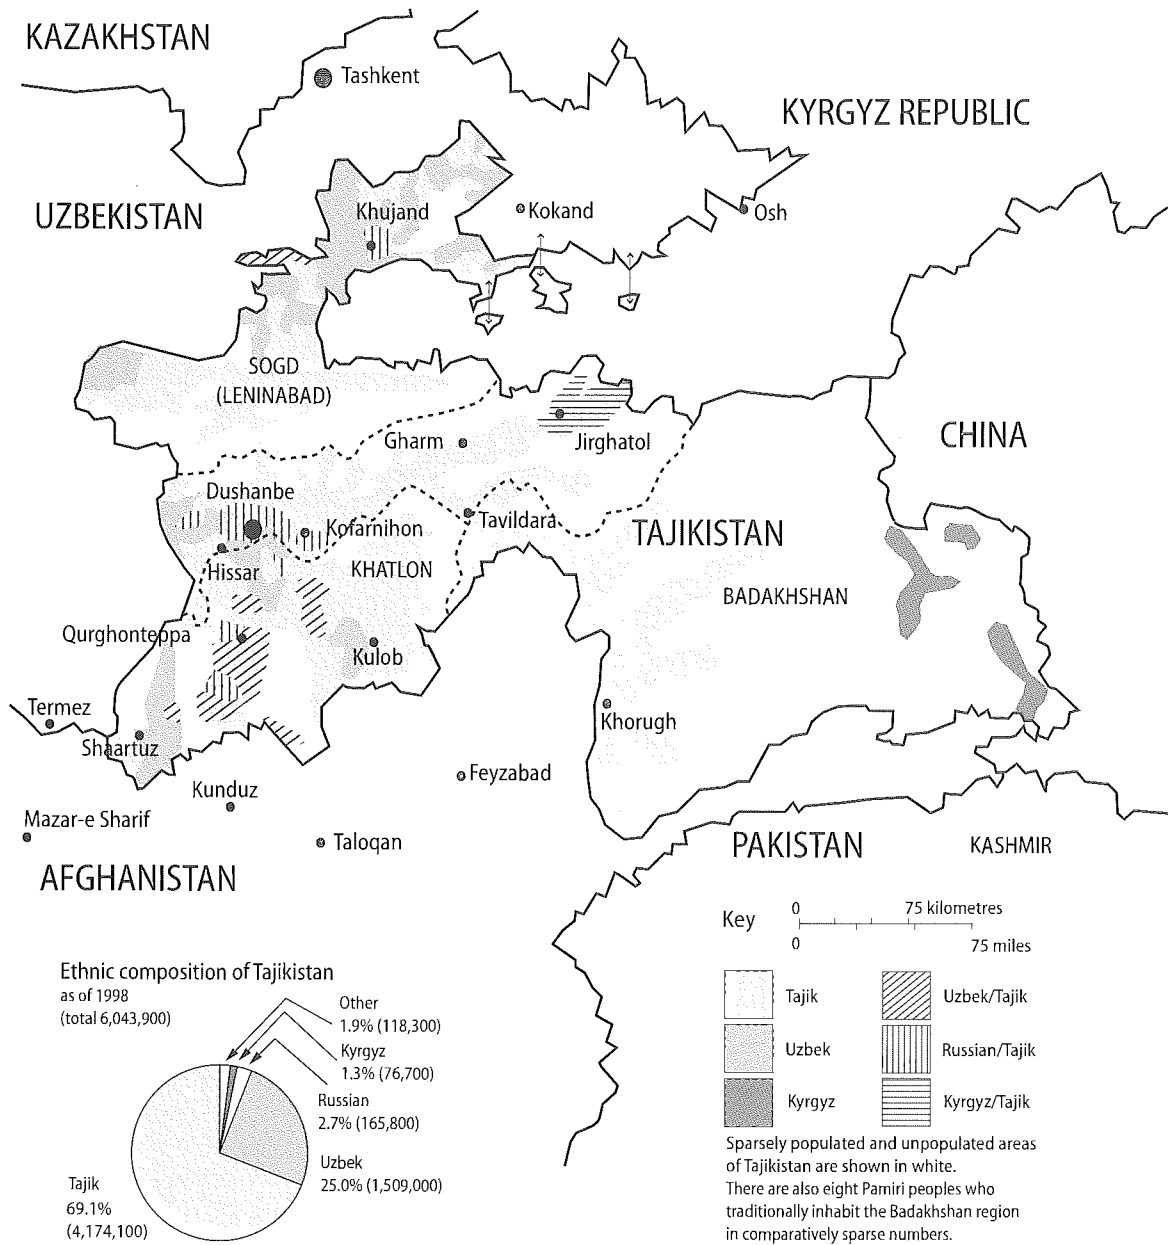 KAZAKHSTAN
Tashkent
KYRGYZ REPUBLIC
UZBEKISTAN
Khujand
Kokand
Osh
SOGD
(LENINABAD)
Gharm
Jirghatol
CHINA
Dushanbe
Kofarnihon
Tavildara
TAJIKISTAN
Hissar
KHATLON
BADAKHSHAN
Qurghonteppa
Kulob
Termez
Khorugh
Shaartuz
Feyzabad
Kunduz
Mazar-e Sharif
Taloqan
PAKISTAN
KASHMIR
AFGHANISTAN
Key
0 75 kilometres
0 75 miles
Tajik
Uzbek/Tajik
Uzbek
Russian/Tajik
Kyrgyz
Kyrgyz/Tajik
Sparsely populated and unpopulated areas
of Tajikistan are shown in white.
There are also eight Pamiri peoples who
traditionally inhabit the Badakhshan region
in comparatively sparse numbers.
Ethnic composition of Tajikistan
as of 1998
(total 6,043,900)
Other
1.9% (118,300)
Kyrgyz
1.3% (76,700)
Russian
2.7% (165,800)
Uzbek
25.0% (1,509,000)
Tajik
69.1%
(4,174,100)